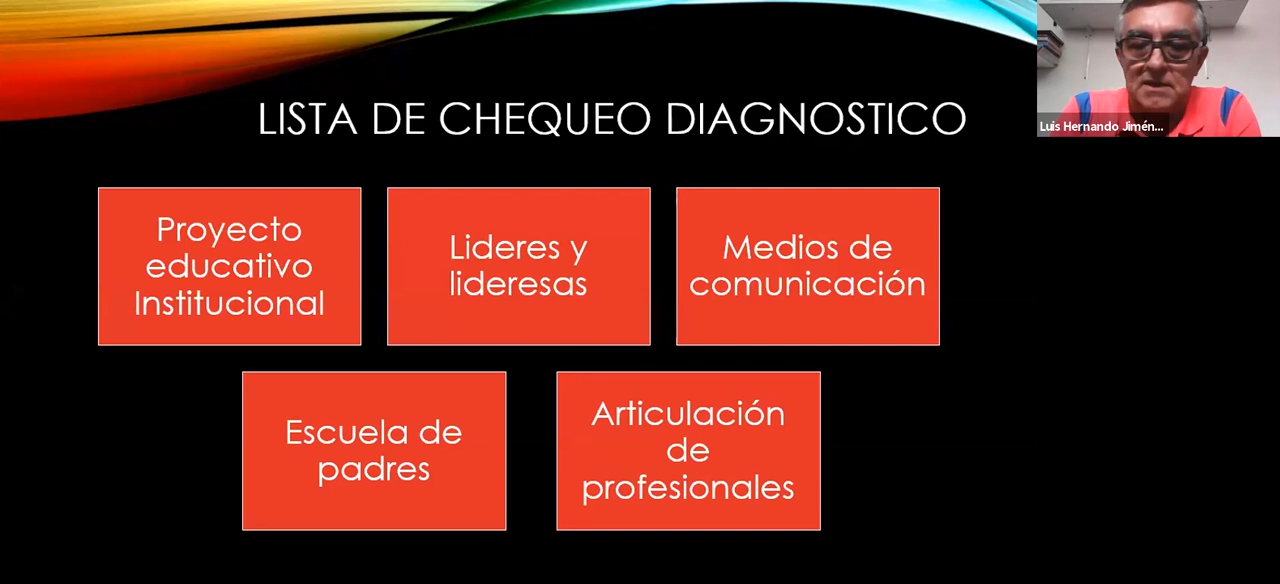 LISTA DE CHEQUEO DIAGNOSTICO
Luis Hernando Jimén...
Proyecto
educativo
Institucional
Lideres y
lideresas
Medios de
comunicación
Escuela de
padres
Articulación
de
profesionales